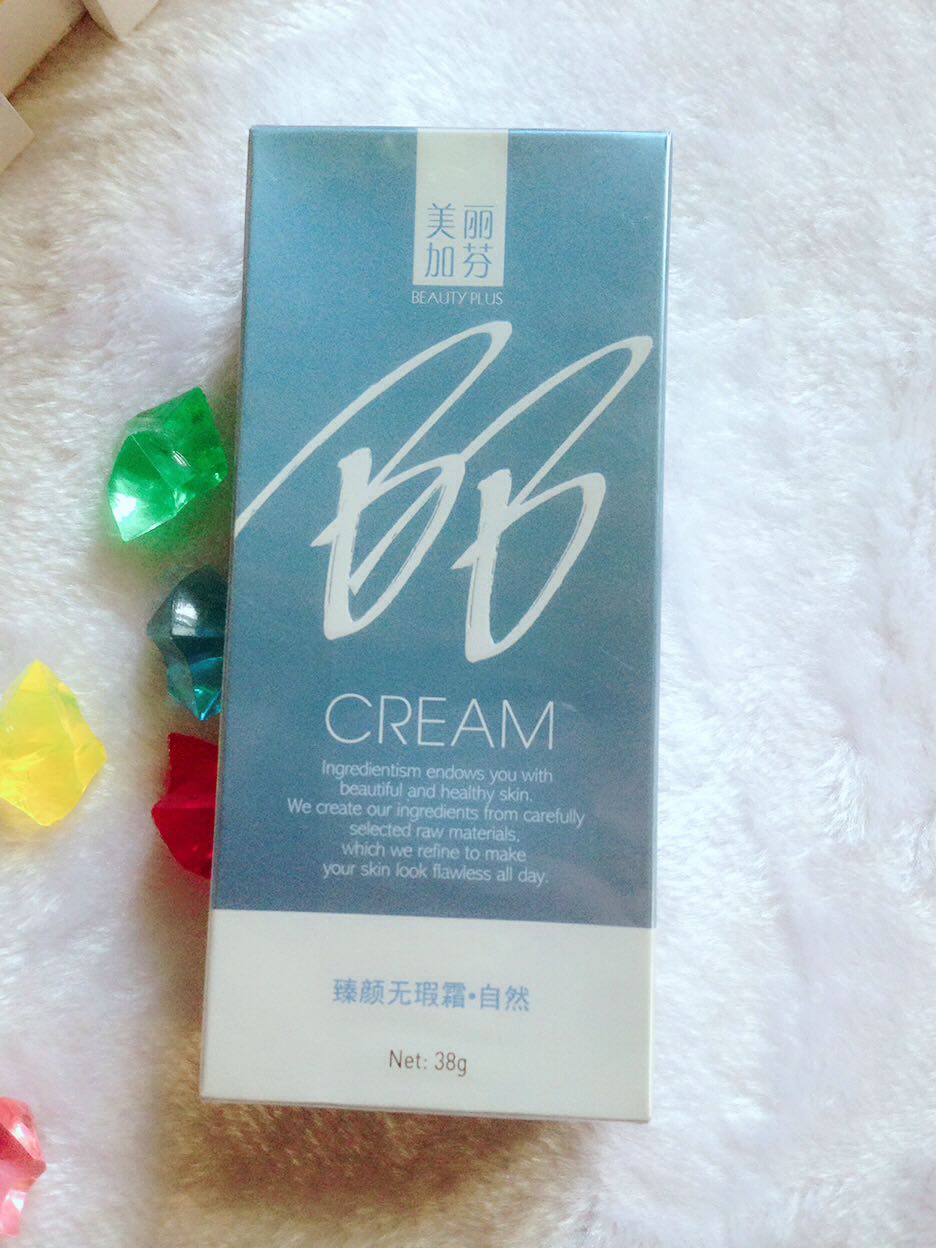 美丽
加芬
BEAUTY PLUS
BB
CREAM
Ingredientism endows you with
beautiful and healthy skin.
We create our ingredients from carefully
selected raw materials,
which we refine to make
your skin look flawless all day.
臻颜无瑕霜·自然
Net: 38g